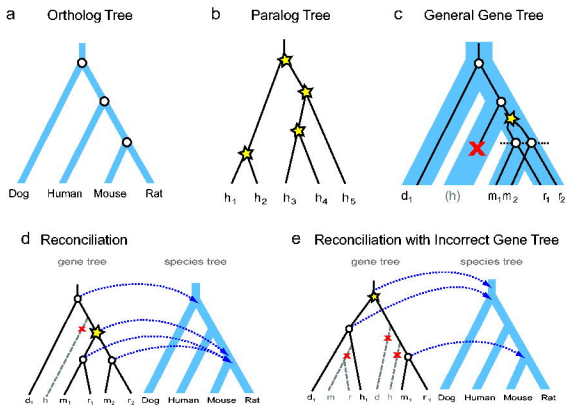 a Ortholog Tree
b Paralog Tree
c General Gene Tree
Dog Human Mouse Rat
h1 h2 h3 h4 h5
d1 (h) m1 m2 r1 r2
d Reconciliation
gene tree species tree
d1 h m1 r1 m2 r2
Dog Human Mouse Rat
e Reconciliation with Incorrect Gene Tree
gene tree species tree
d1 m r h1 d h m1 r1
Dog Human Mouse Rat